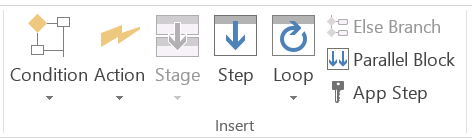 Condition Action Stage Step Loop
Else Branch
Parallel Block
App Step
Insert